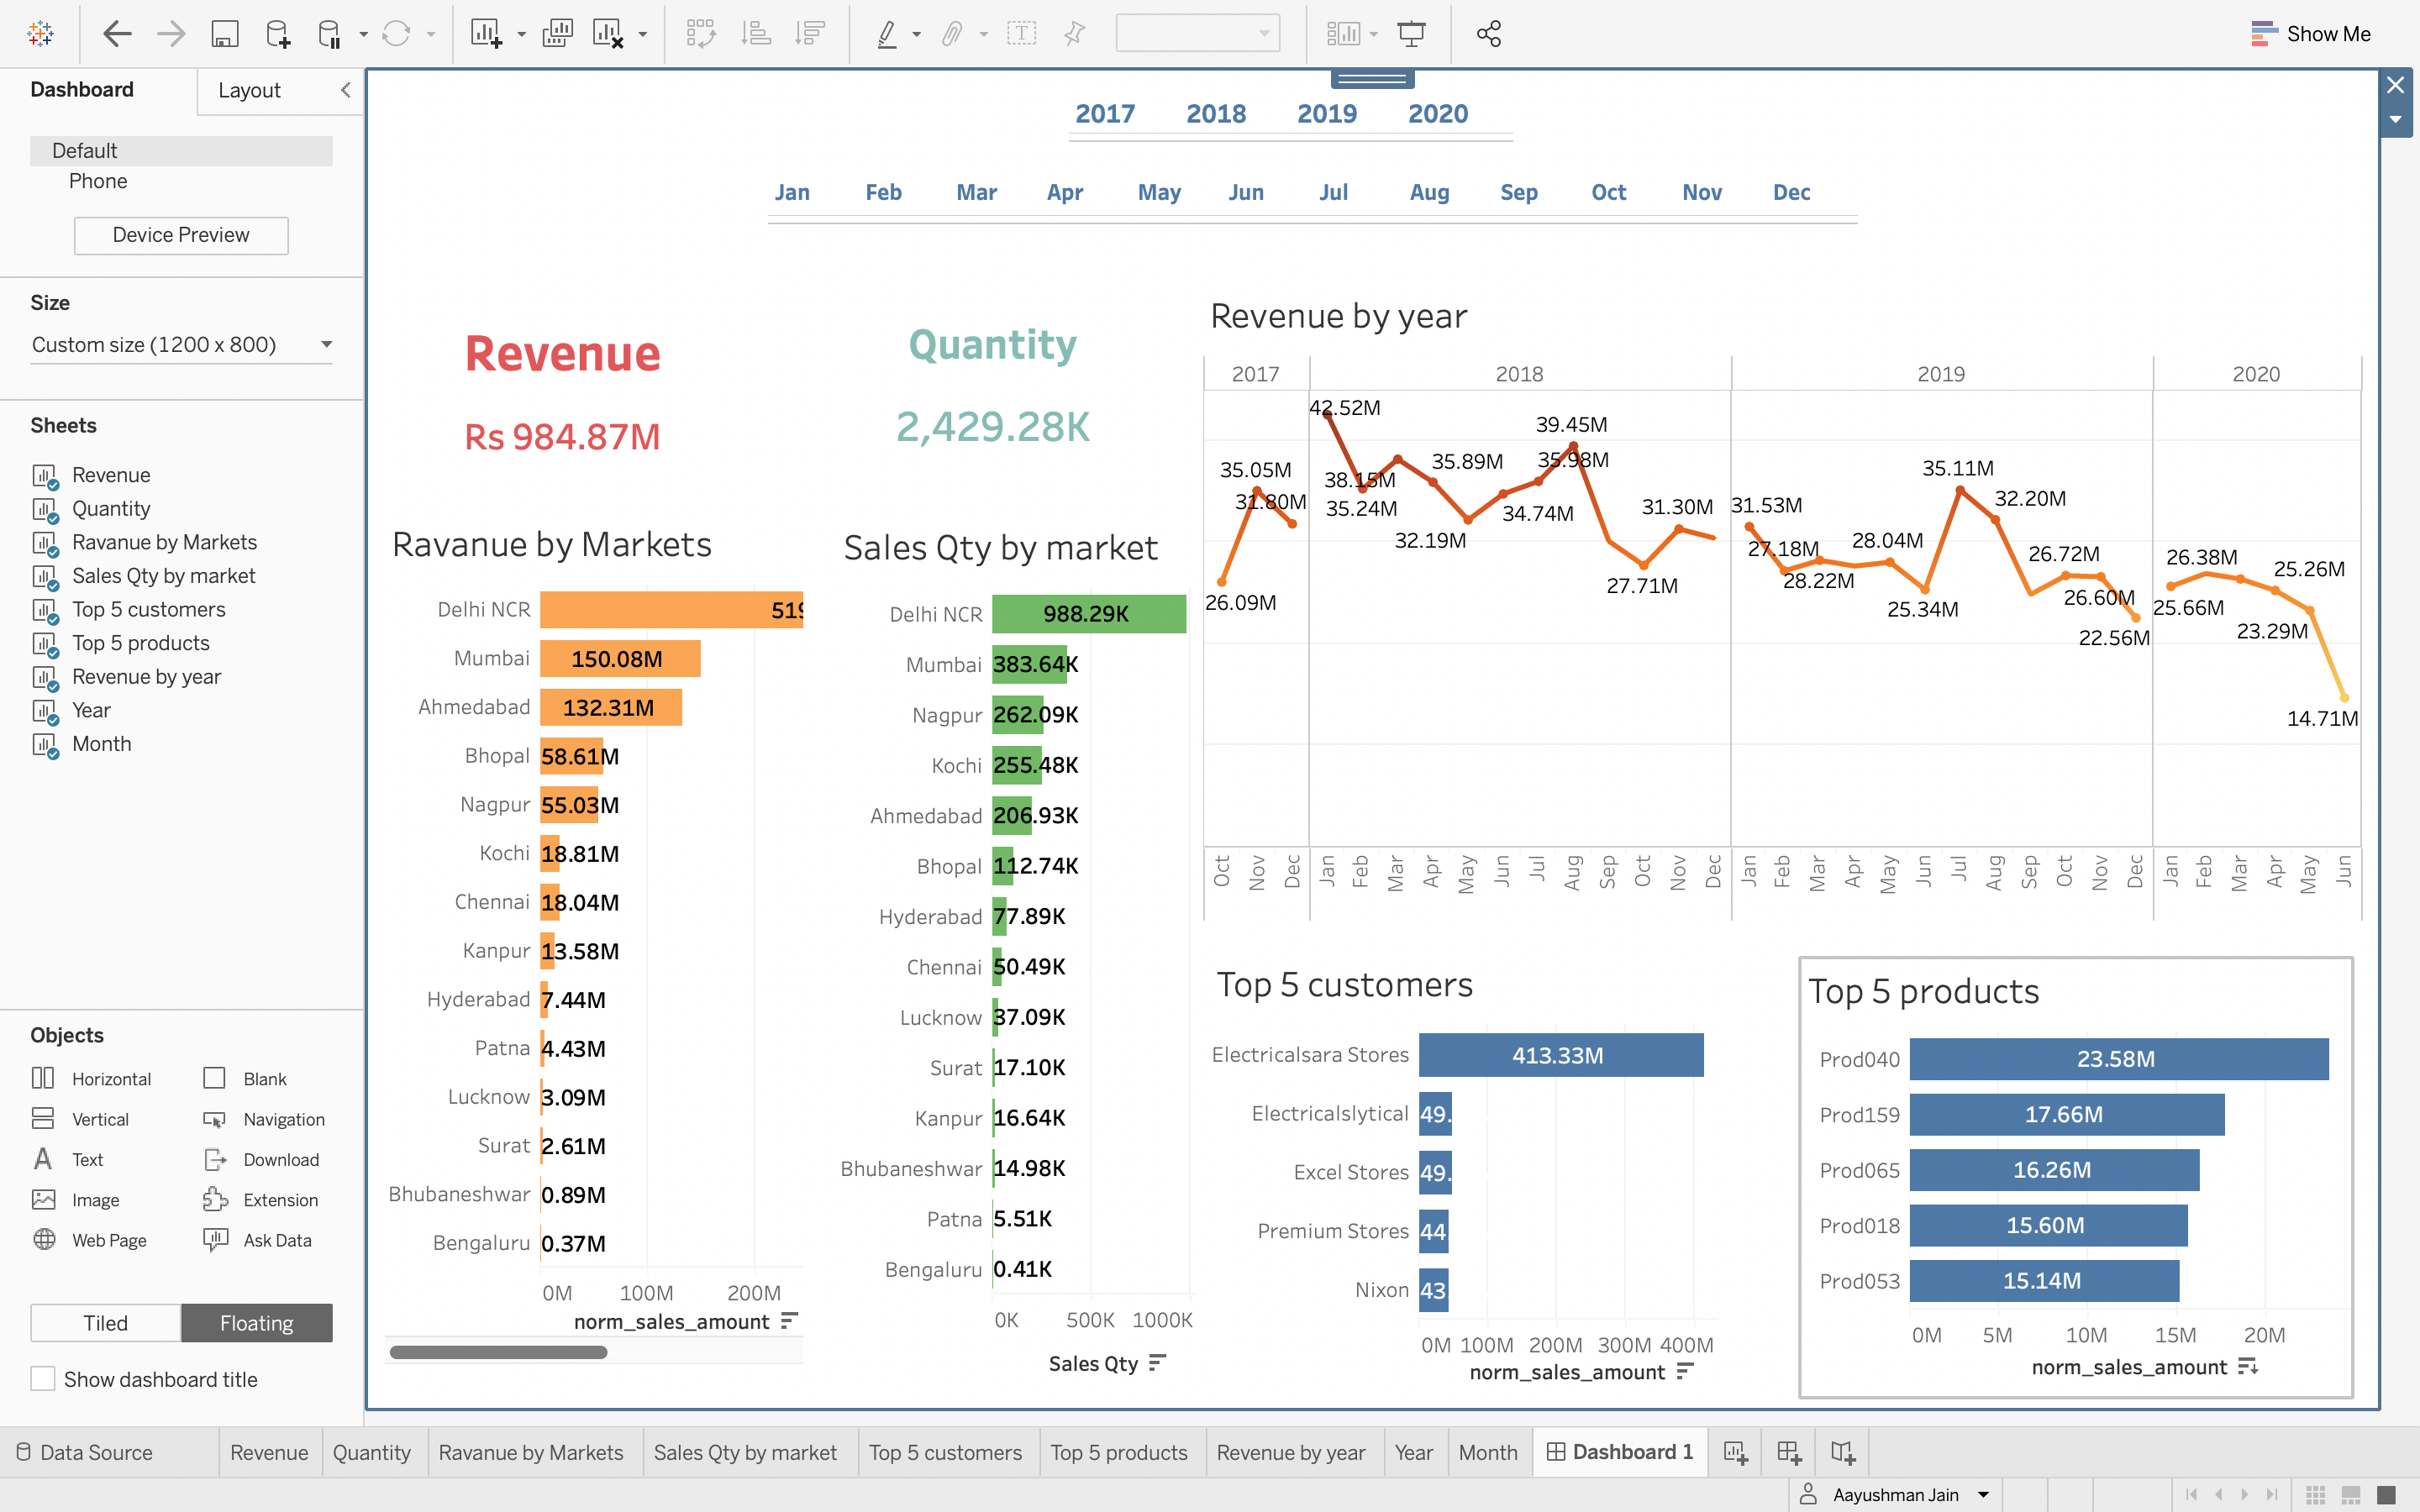 Show Me
Dashboard
Layout
Default
Phone
Device Preview
Size
Custom size (1200 x 800)
Sheets
Revenue
Quantity
Ravanue by Markets
Sales Qty by market
Top 5 customers
Top 5 products
Revenue by year
Year
Month
Objects
Horizontal Blank
Vertical Navigation
Text Download
Image Extension
Web Page Ask Data
Tiled Floating
Show dashboard title
2017 2018 2019 2020
Jan Feb Mar Apr May Jun Jul Aug Sep Oct Nov Dec
Revenue
Rs 984.87M
Quantity
2,429.28K
Ravanue by Markets
Delhi NCR 519
Mumbai 150.08M
Ahmedabad 132.31M
Bhopal 58.61M
Nagpur 55.03M
Kochi 18.81M
Chennai 18.04M
Kanpur 13.58M
Hyderabad 7.44M
Patna 4.43M
Lucknow 3.09M
Surat 2.61M
Bhubaneshwar 0.89M
Bengaluru 0.37M
0M 100M 200M
norm_sales_amount
Sales Qty by market
Delhi NCR 988.29K
Mumbai 383.64K
Nagpur 262.09K
Kochi 255.48K
Ahmedabad 206.93K
Bhopal 112.74K
Hyderabad 77.89K
Chennai 50.49K
Lucknow 37.09K
Surat 17.10K
Kanpur 16.64K
Bhubaneshwar 14.98K
Patna 5.51K
Bengaluru 0.41K
0K 500K 1000K
Sales Qty
Revenue by year
2017 2018 2019 2020
26.09M
35.05M
31.80M
42.52M
35.24M
38.15M
35.89M
32.19M
34.74M
35.98M
39.45M
27.71M
31.30M
31.53M
27.18M
28.22M
28.04M
25.34M
35.11M
32.20M
26.72M
26.60M
22.56M
25.66M
26.38M
25.26M
23.29M
14.71M
Oct Nov Dec Jan Feb Mar Apr May Jun Jul Aug Sep Oct Nov Dec Jan Feb Mar Apr May Jun Jul Aug Sep Oct Nov Dec Jan Feb Mar Apr May Jun
Top 5 customers
Electricalsara Stores 413.33M
Electricalslytical 49.
Excel Stores 49.
Premium Stores 44
Nixon 43
0M 100M 200M 300M 400M
norm_sales_amount
Top 5 products
Prod040 23.58M
Prod159 17.66M
Prod065 16.26M
Prod018 15.60M
Prod053 15.14M
0M 5M 10M 15M 20M
norm_sales_amount
Data Source Revenue Quantity Ravanue by Markets Sales Qty by market Top 5 customers Top 5 products Revenue by year Year Month Dashboard 1
Aayushman Jain